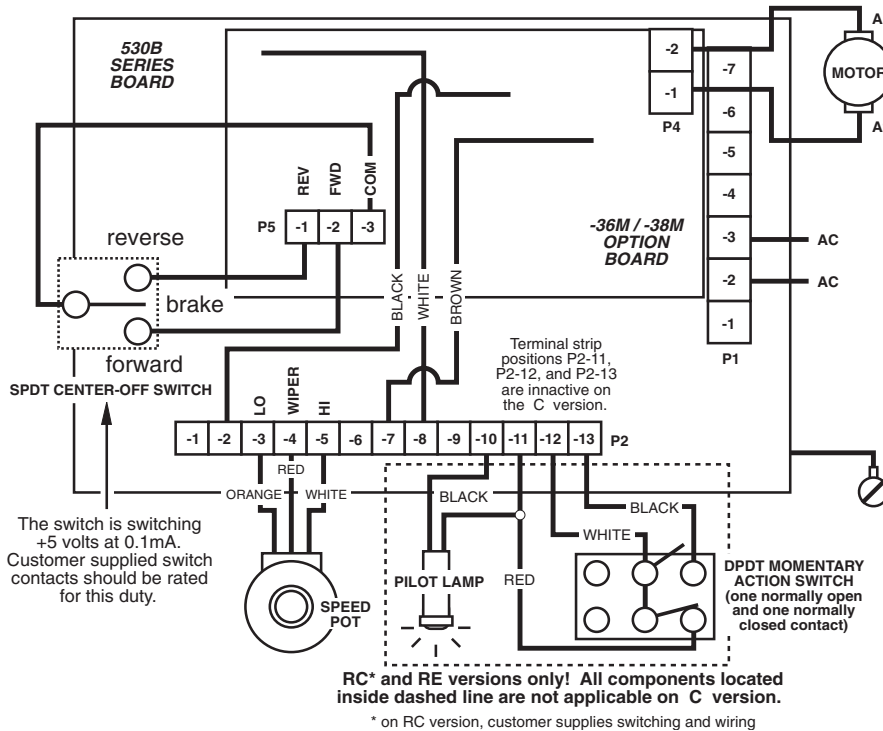 530B
SERIES
BOARD
-2
-1
P4
-7
-6
-5
-4
-3
-2
-1
P1
A
MOTOR
A
AC
AC
-36M / -38M
OPTION
BOARD
REV
FWD
COM
P5
-1
-2
-3
reverse
brake
forward
SPDT CENTER-OFF SWITCH
BLACK
WHITE
BROWN
Terminal strip
positions P2-11,
P2-12, and P2-13
are innactive on
the C version.
LO
WIPER
HI
-1
-2
-3
-4
-5
-6
-7
-8
-9
-10
-11
-12
-13
P2
RED
ORANGE
WHITE
BLACK
BLACK
WHITE
RED
The switch is switching
+5 volts at 0.1mA.
Customer supplied switch
contacts should be rated
for this duty.
SPEED
POT
PILOT LAMP
DPDT MOMENTARY
ACTION SWITCH
(one normally open
and one normally
closed contact)
RC* and RE versions only! All components located
inside dashed line are not applicable on C version.
* on RC version, customer supplies switching and wiring